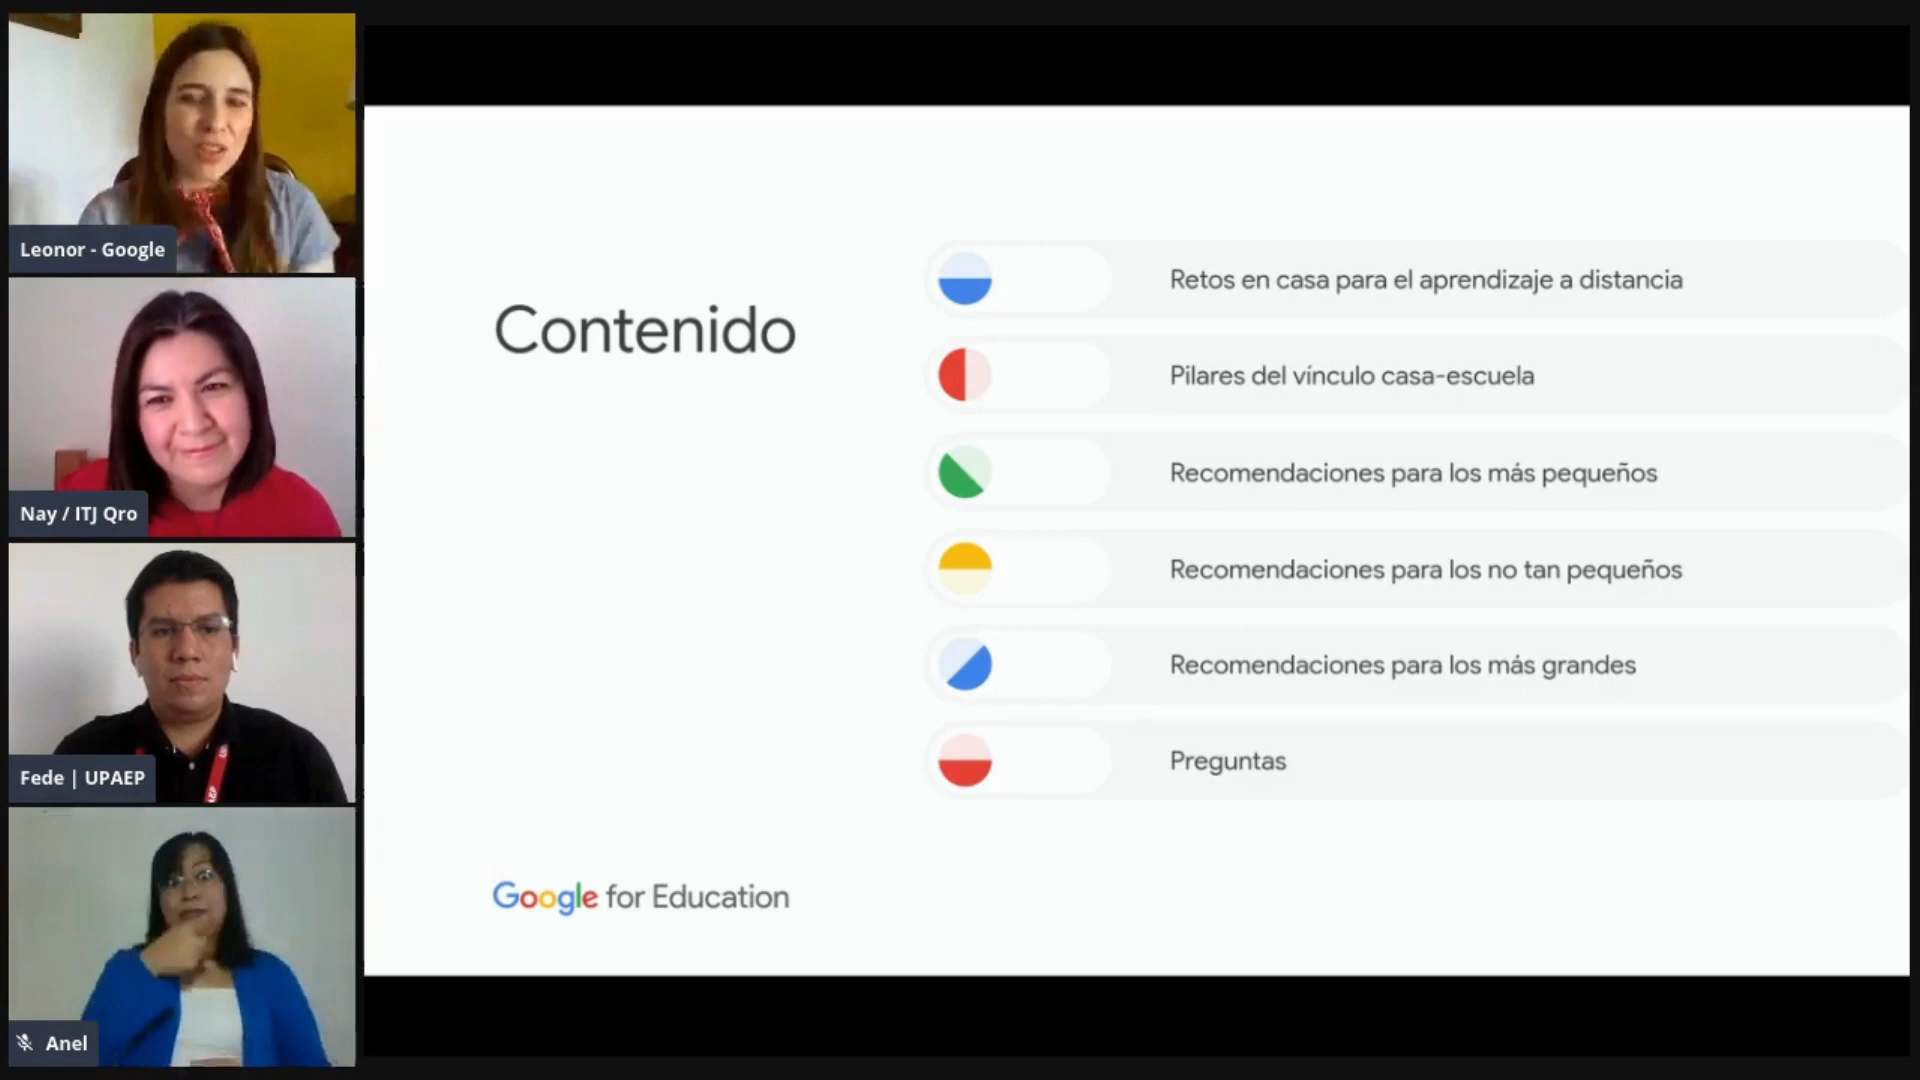 Leonor - Google
Nay / ITJ Qro
Fede | UPAEP
Anel
Contenido
Retos en casa para el aprendizaje a distancia
Pilares del vínculo casa-escuela
Recomendaciones para los más pequeños
Recomendaciones para los no tan pequeños
Recomendaciones para los más grandes
Preguntas
Google for Education